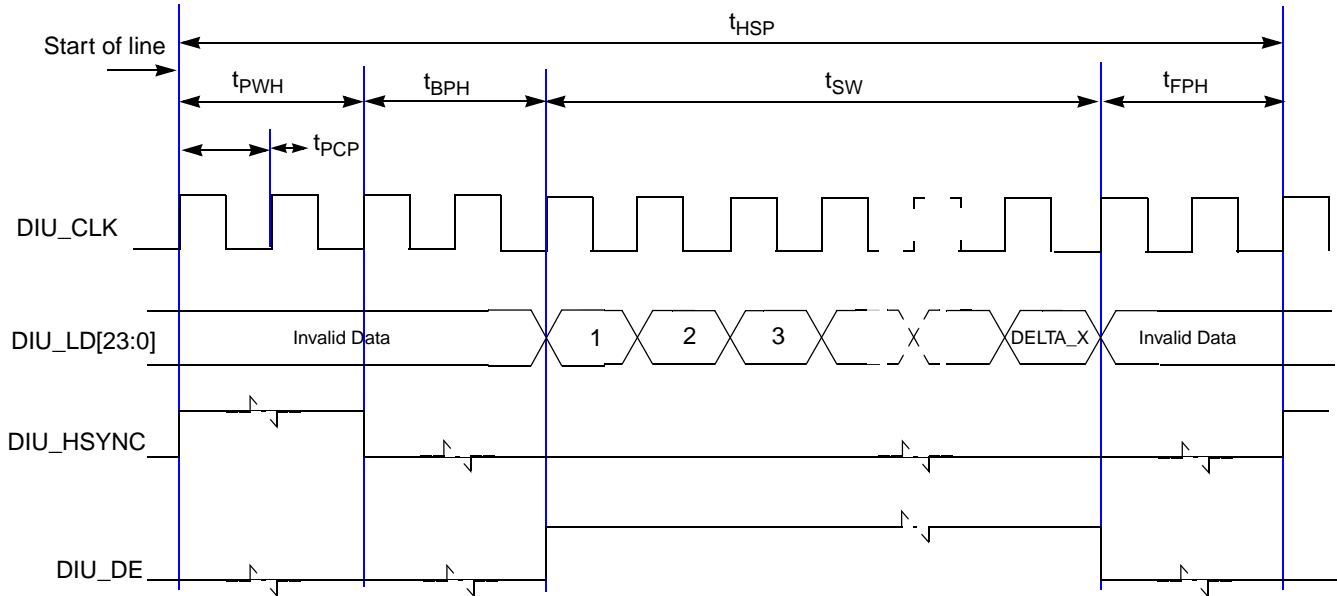 tHSP
Start of line
tPWH tBPH tSW tFPH
tPCP
DIU_CLK
DIU_LD[23:0] Invalid Data 1 2 3 DELTA_X Invalid Data
DIU_HSYNC
DIU_DE